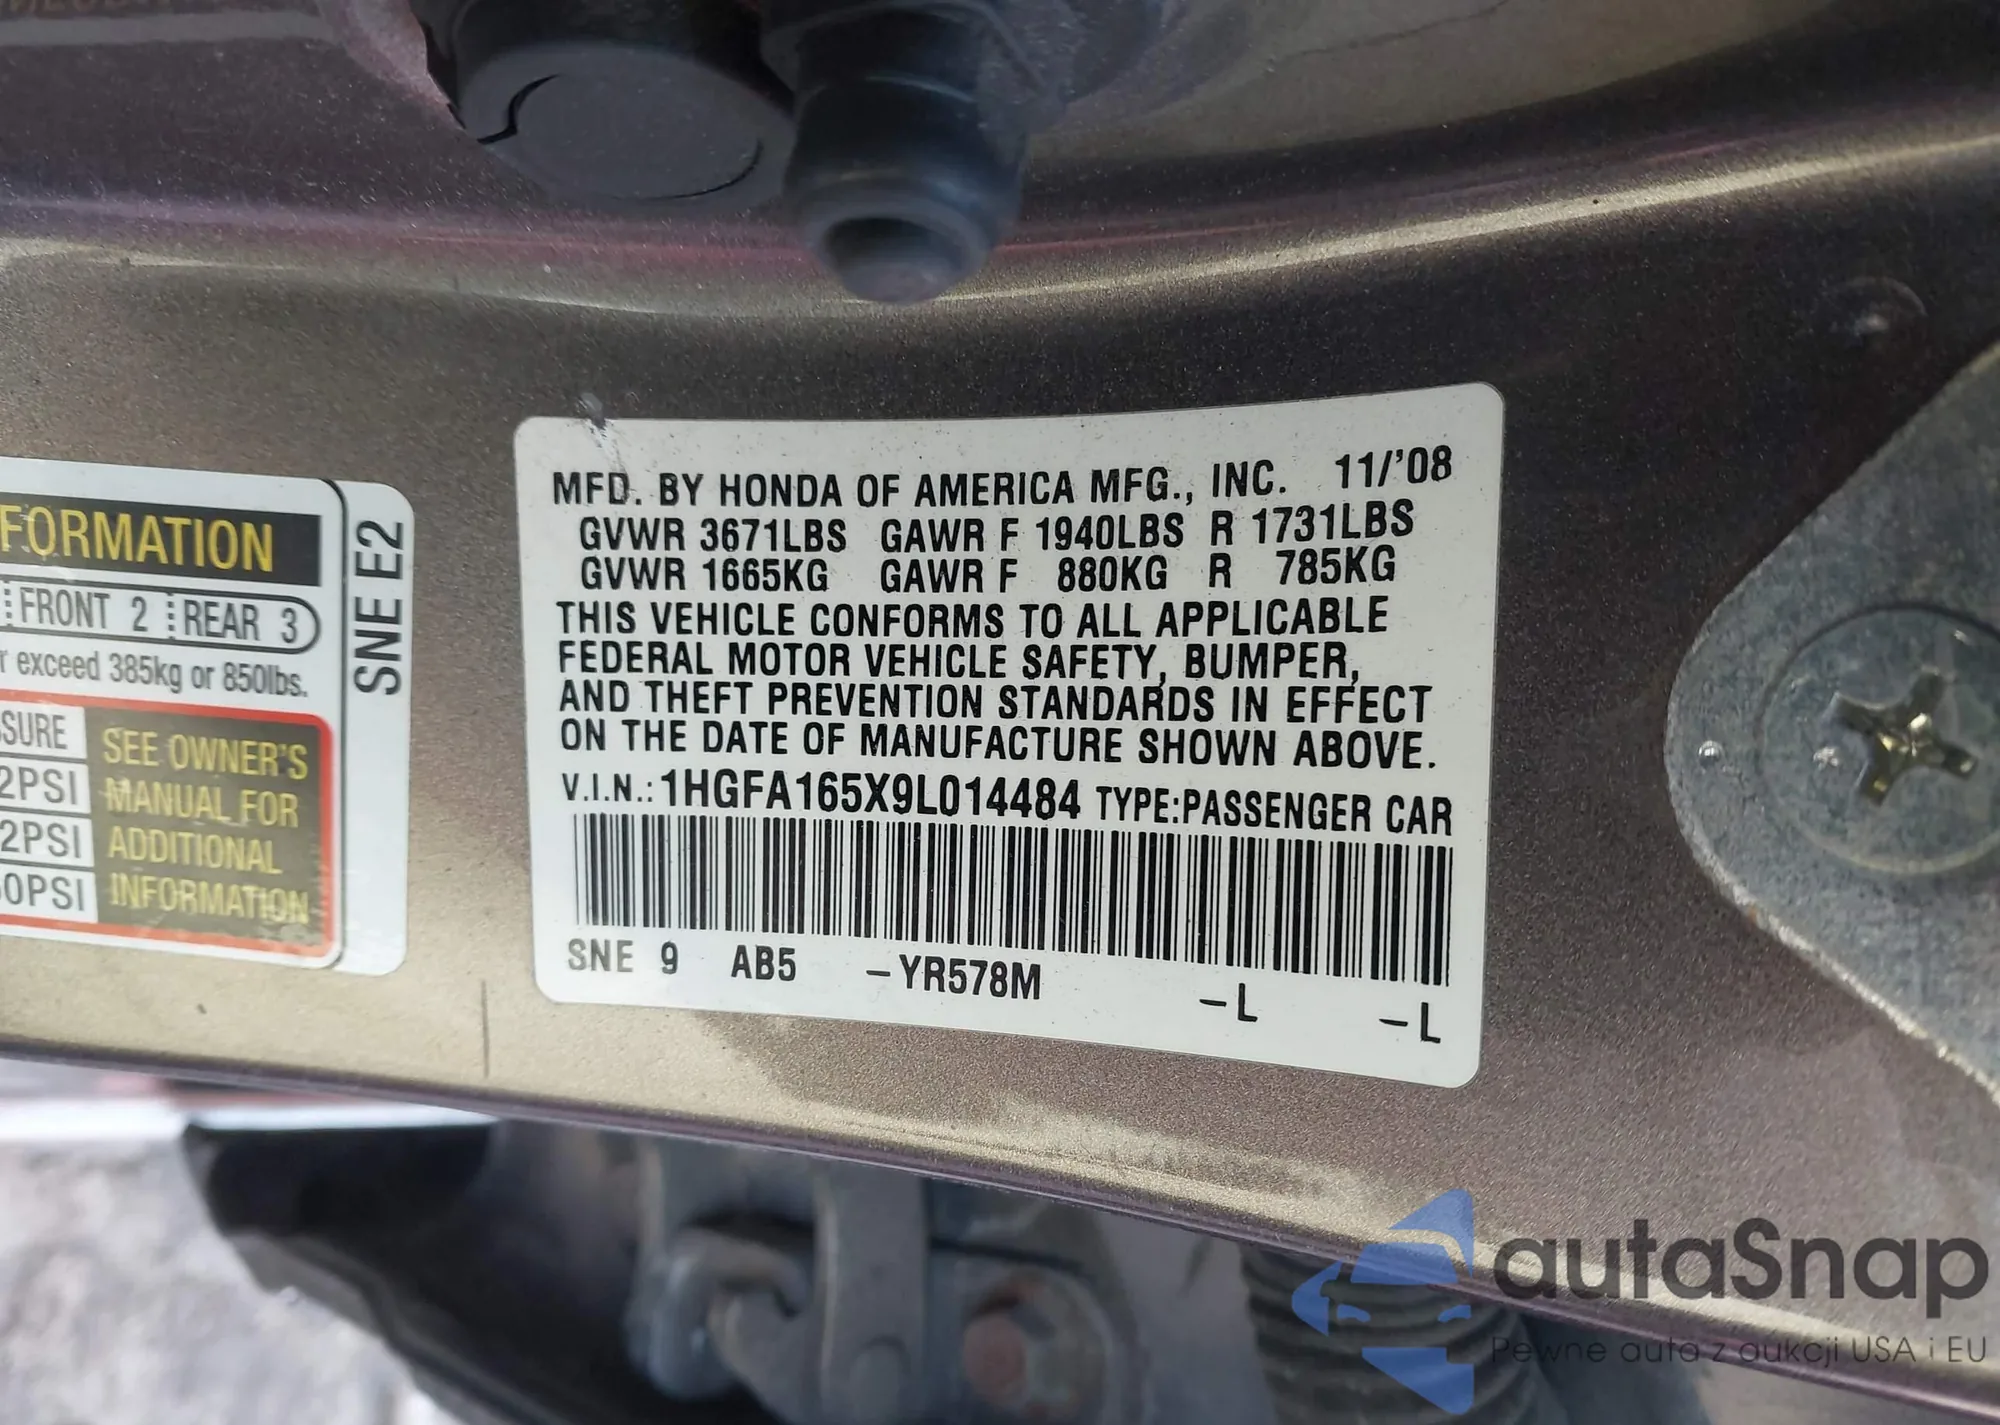 FORMATION
FRONT 2 REAR 3
exceed 385kg or 850lbs.
SURE
2PSI
2PSI
0PSI
SEE OWNER'S
MANUAL FOR
ADDITIONAL
INFORMATION
SNE E2
MFD. BY HONDA OF AMERICA MFG., INC. 11/'08
GVWR 3671LBS GAWR F 1940LBS R 1731LBS
GVWR 1665KG GAWR F 880KG R 785KG
THIS VEHICLE CONFORMS TO ALL APPLICABLE
FEDERAL MOTOR VEHICLE SAFETY, BUMPER,
AND THEFT PREVENTION STANDARDS IN EFFECT
ON THE DATE OF MANUFACTURE SHOWN ABOVE.
V.I.N.: 1HGFA165X9L014484 TYPE:PASSENGER CAR
SNE 9 AB5 –YR578M –L –L
autaSnap
Pewne auta z aukcji USA i EU